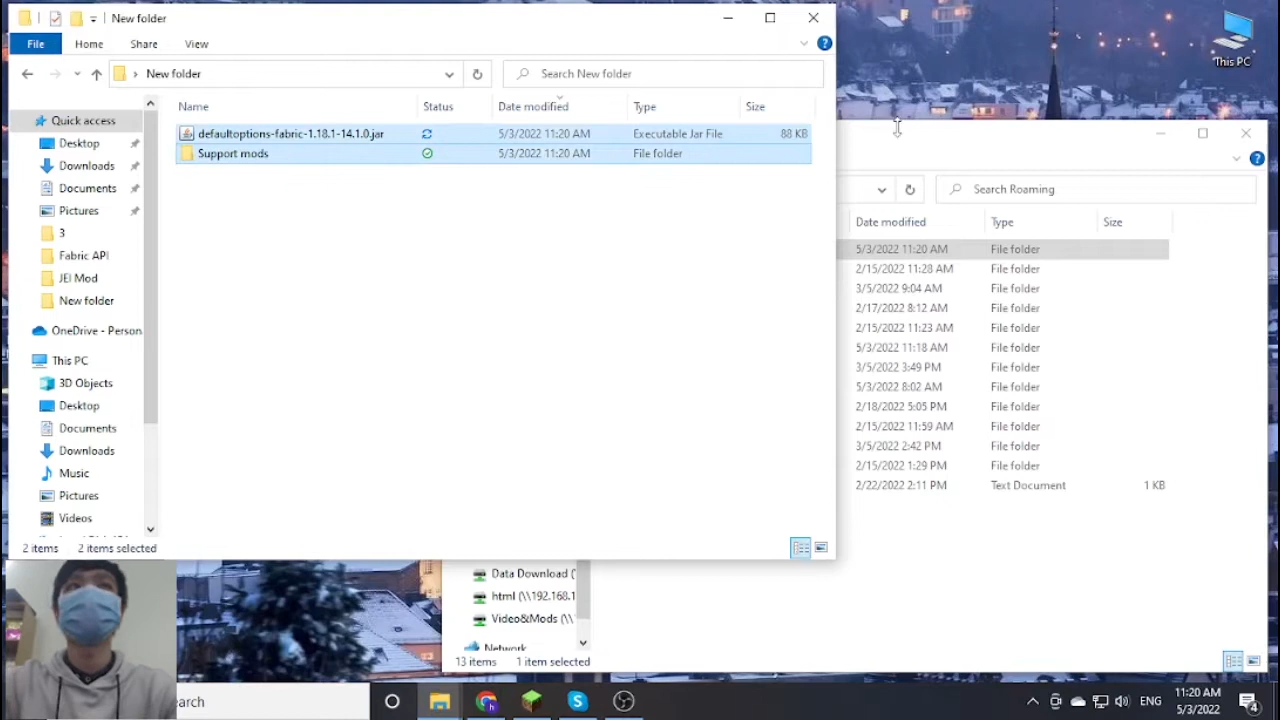 New folder
File Home Share View
New folder
Search New folder
Name Status Date modified Type Size
defaultoptions-fabric-1.18.1-14.1.0.jar 5/3/2022 11:20 AM Executable Jar File 88 KB
Support mods 5/3/2022 11:20 AM File folder
Quick access
Desktop
Downloads
Documents
Pictures
3
Fabric API
JEI Mod
New folder
OneDrive - Person
This PC
3D Objects
Desktop
Documents
Downloads
Music
Pictures
Videos
2 items 2 items selected
This PC
Search Roaming
Date modified Type Size
5/3/2022 11:20 AM File folder
2/15/2022 11:28 AM File folder
3/5/2022 9:04 AM File folder
2/17/2022 8:12 AM File folder
2/15/2022 11:23 AM File folder
5/3/2022 11:18 AM File folder
3/5/2022 3:49 PM File folder
5/3/2022 8:02 AM File folder
2/18/2022 5:05 PM File folder
2/15/2022 11:59 AM File folder
3/5/2022 2:42 PM File folder
2/15/2022 1:29 PM File folder
2/22/2022 2:11 PM Text Document 1 KB
Data Download ('
html (\\192.168.1
Video&Mods (\\'
Network
13 items 1 item selected
earch
ENG
11:20 AM
5/3/2022
4